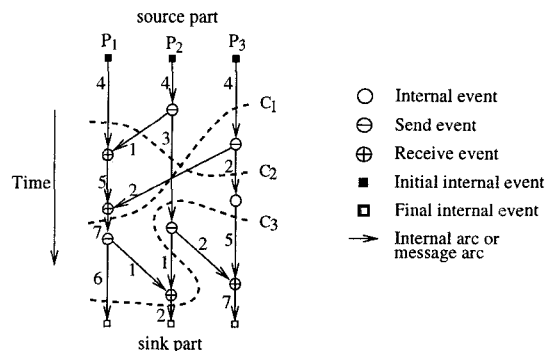 source part
P1 P2 P3
4 4 4
C1
1 3
2
C2
5 2
C3
7
2 5
1 1
6
2 7
sink part
Time
Internal event
Send event
Receive event
Initial internal event
Final internal event
Internal arc or
message arc